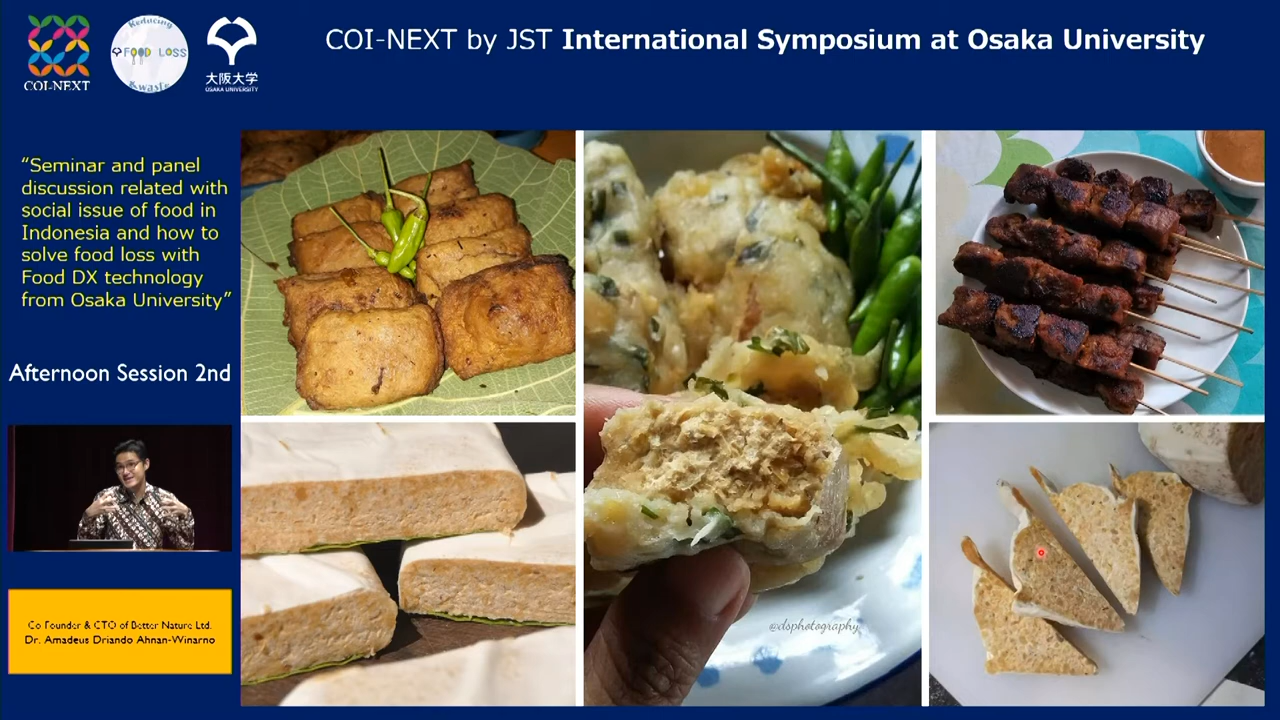 COI-NEXT
Reducing
FOOD LOSS
& Waste
大阪大学
OSAKA UNIVERSITY
COI-NEXT by JST International Symposium at Osaka University
“Seminar and panel
discussion related with
social issue of food in
Indonesia and how to
solve food loss with
Food DX technology
from Osaka University”
Afternoon Session 2nd
Co Founder & CTO of Better Nature Ltd.
Dr. Amadeus Driando Ahnan-Winarno
@dsphotography